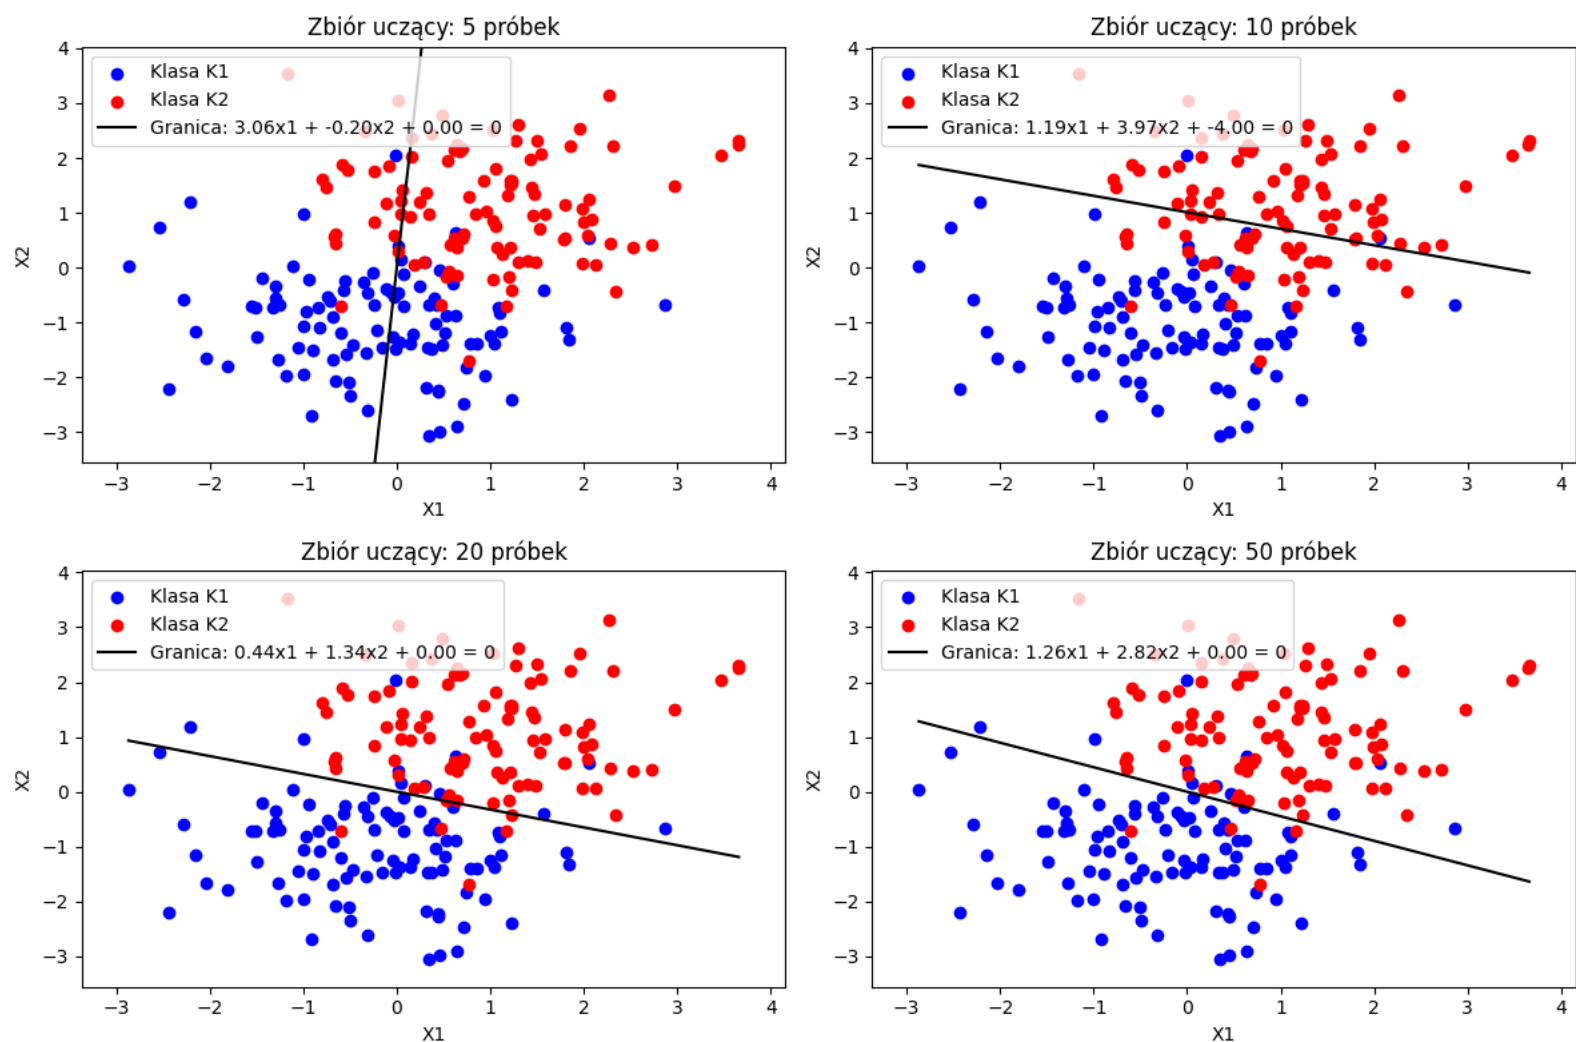 Zbiór uczący: 5 próbek
4
3
2
1
0
−1
−2
−3
X2
Klasa K1
Klasa K2
Granica: 3.06x1 + -0.20x2 + 0.00 = 0
−3 −2 −1 0 1 2 3 4
X1
Zbiór uczący: 10 próbek
4
3
2
1
0
−1
−2
−3
X2
Klasa K1
Klasa K2
Granica: 1.19x1 + 3.97x2 + -4.00 = 0
−3 −2 −1 0 1 2 3 4
X1
Zbiór uczący: 20 próbek
4
3
2
1
0
−1
−2
−3
X2
Klasa K1
Klasa K2
Granica: 0.44x1 + 1.34x2 + 0.00 = 0
−3 −2 −1 0 1 2 3 4
X1
Zbiór uczący: 50 próbek
4
3
2
1
0
−1
−2
−3
X2
Klasa K1
Klasa K2
Granica: 1.26x1 + 2.82x2 + 0.00 = 0
−3 −2 −1 0 1 2 3 4
X1